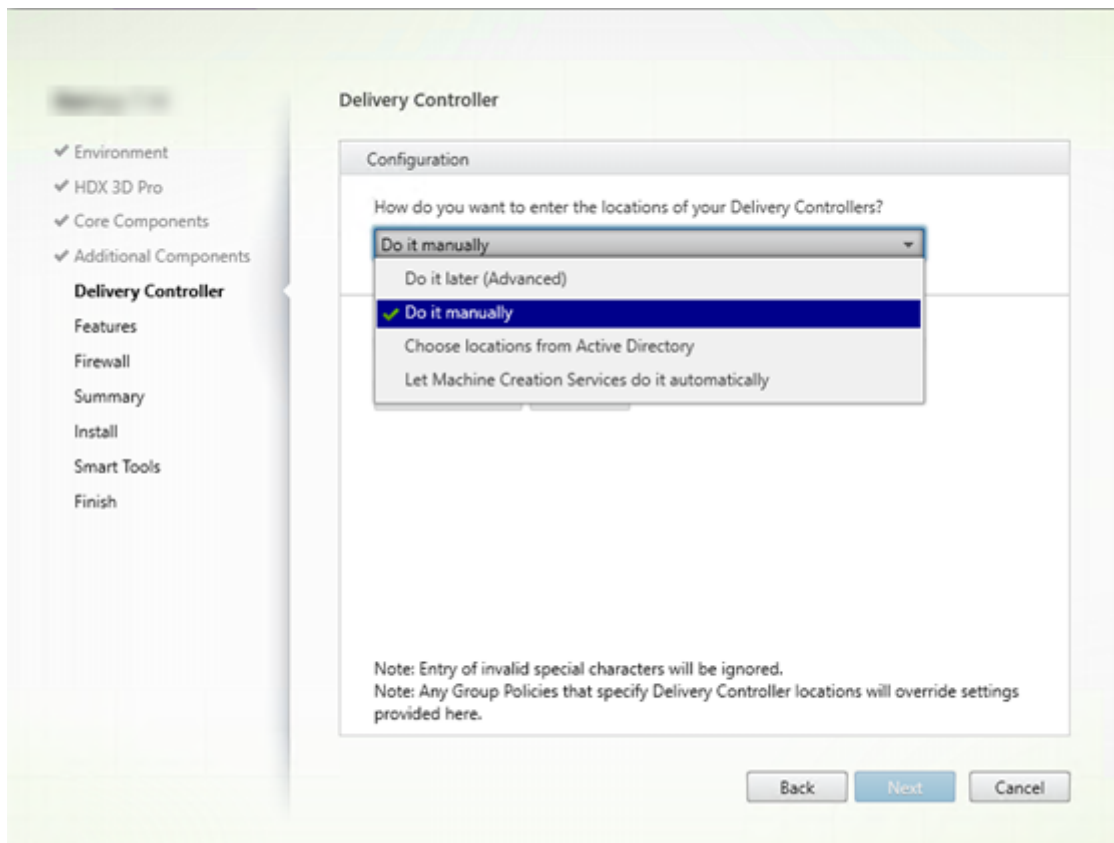 Delivery Controller
Environment
HDX 3D Pro
Core Components
Additional Components
Delivery Controller
Features
Firewall
Summary
Install
Smart Tools
Finish
Configuration
How do you want to enter the locations of your Delivery Controllers?
Do it manually
Do it later (Advanced)
Do it manually
Choose locations from Active Directory
Let Machine Creation Services do it automatically
Note: Entry of invalid special characters will be ignored.
Note: Any Group Policies that specify Delivery Controller locations will override settings
provided here.
Back
Next
Cancel